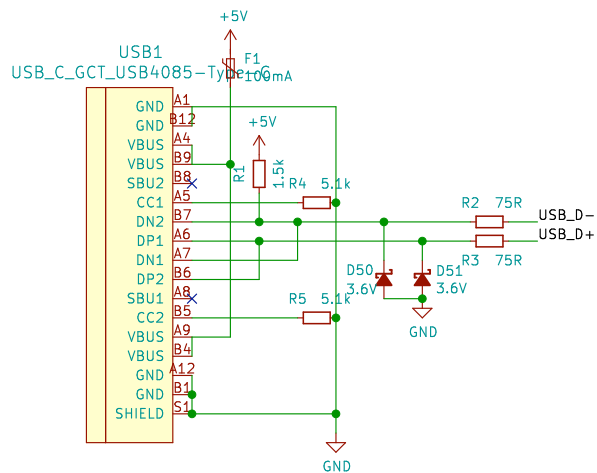 +5V
USB1
USB_C_GCT_USB4085-Type-C
F1
100mA
GND A1
GND B12
+5V
VBUS A4
VBUS B9
R1
1.5k
SBU2 B8
R4 5.1k
CC1 A5
R2 75R
DN2 B7
USB_D-
DP1 A6
USB_D+
DN1 A7
R3 75R
DP2 B6
D50
3.6V
D51
3.6V
SBU1 A8
R5 5.1k
CC2 B5
GND
VBUS A9
VBUS B4
GND A12
GND B1
SHIELD S1
GND